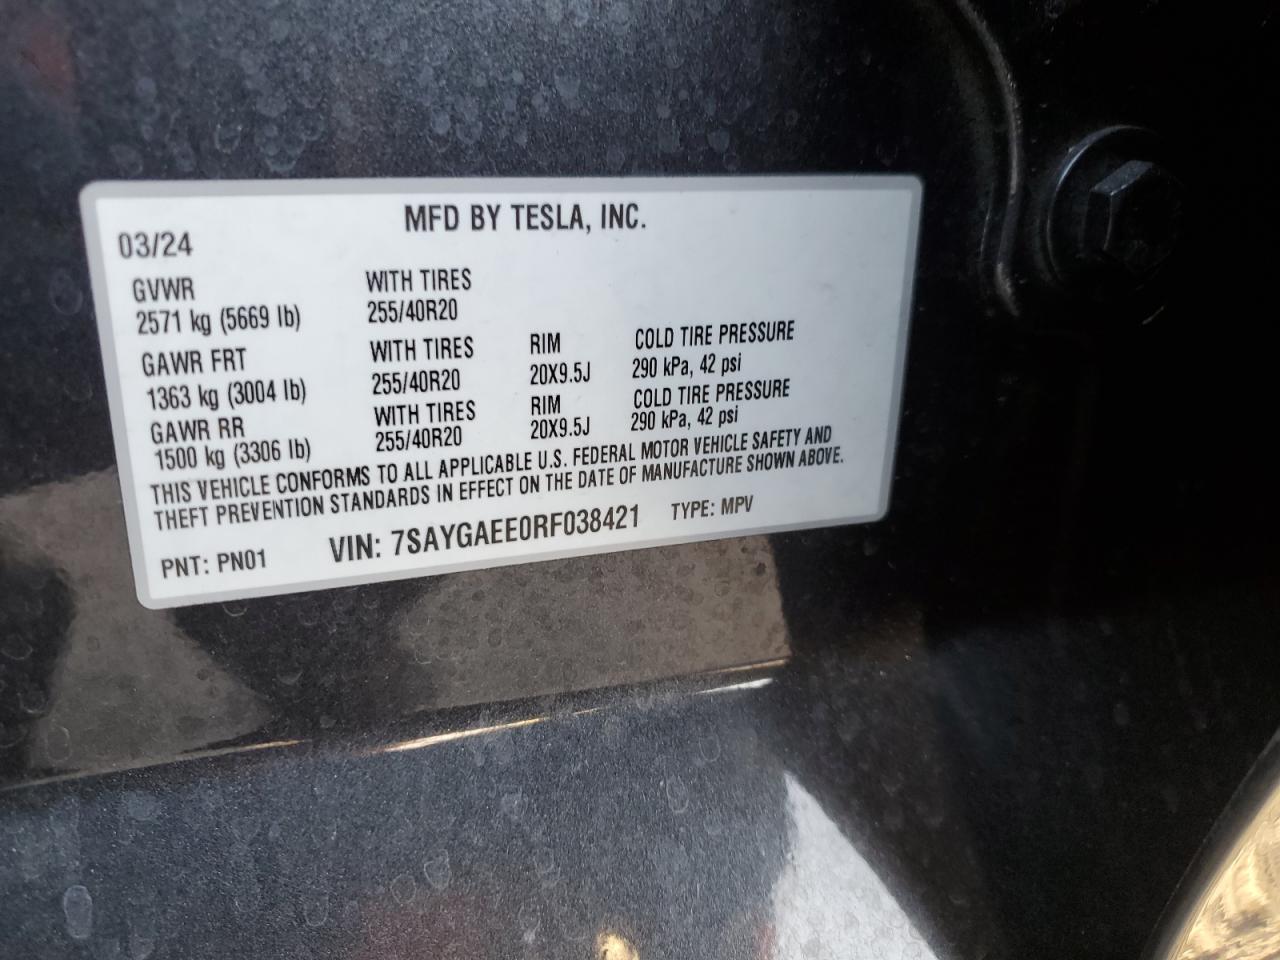 MFD BY TESLA, INC.
03/24
GVWR WITH TIRES
2571 kg (5669 lb) 255/40R20
GAWR FRT WITH TIRES RIM COLD TIRE PRESSURE
1363 kg (3004 lb) 255/40R20 20X9.5J 290 kPa, 42 psi
GAWR RR WITH TIRES RIM COLD TIRE PRESSURE
1500 kg (3306 lb) 255/40R20 20X9.5J 290 kPa, 42 psi
THIS VEHICLE CONFORMS TO ALL APPLICABLE U.S. FEDERAL MOTOR VEHICLE SAFETY AND
THEFT PREVENTION STANDARDS IN EFFECT ON THE DATE OF MANUFACTURE SHOWN ABOVE.
PNT: PN01 VIN: 7SAYGAEE0RF038421 TYPE: MPV